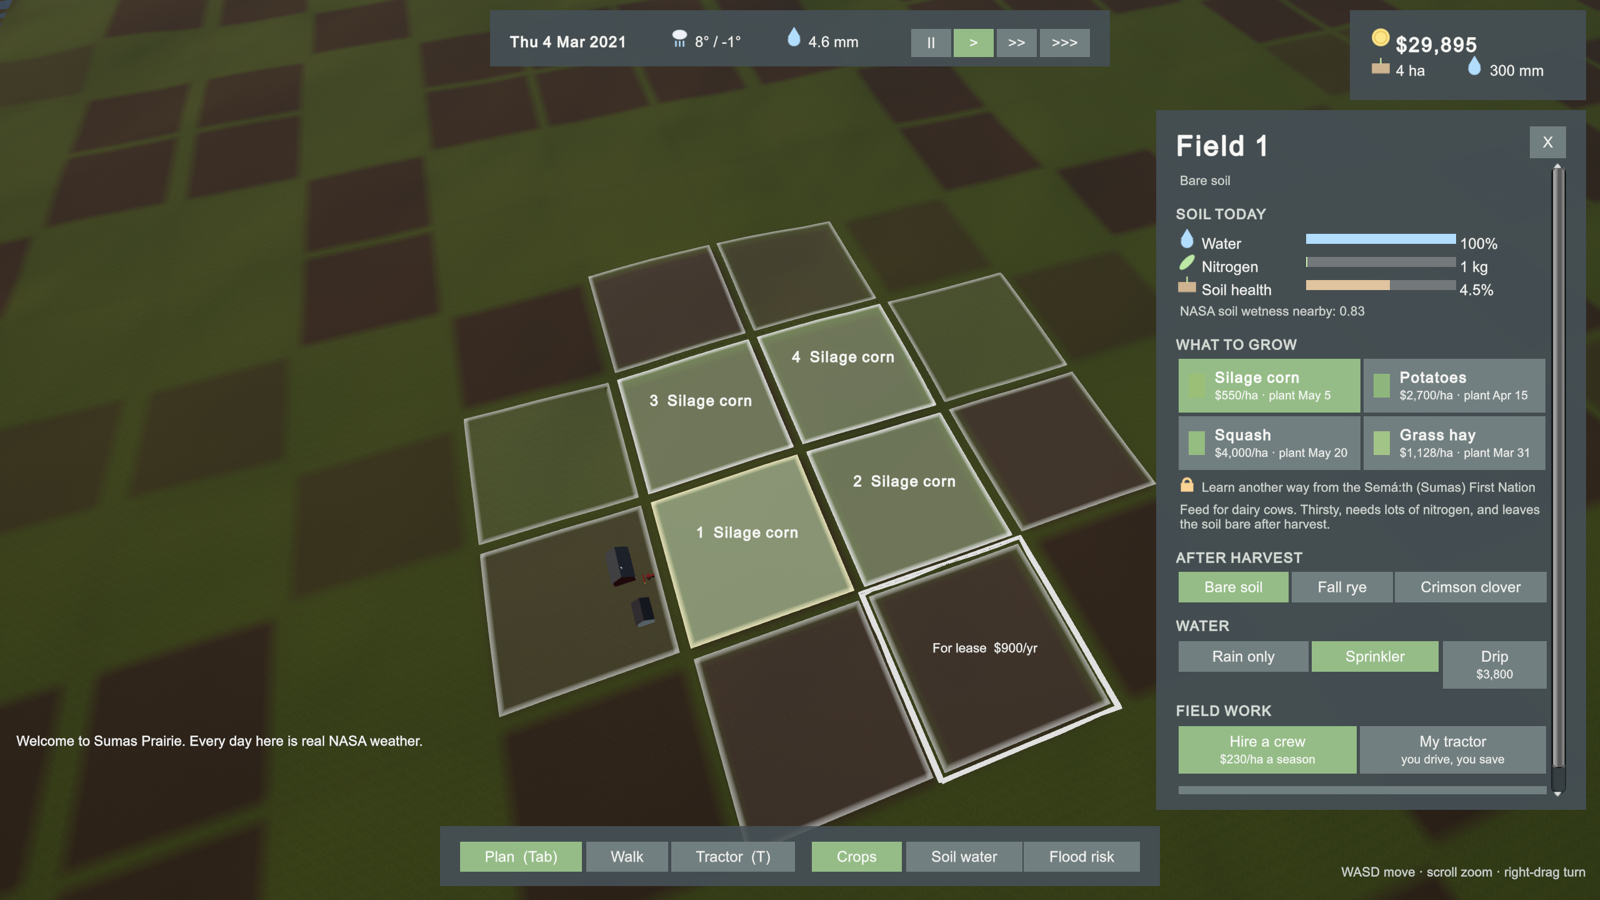 Thu 4 Mar 2021
8° / -1°
4.6 mm
II
>
>>
>>>
$29,895
4 ha
300 mm
Field 1
X
Bare soil
SOIL TODAY
Water
100%
Nitrogen
1 kg
Soil health
4.5%
NASA soil wetness nearby: 0.83
WHAT TO GROW
Silage corn
$550/ha · plant May 5
Potatoes
$2,700/ha · plant Apr 15
Squash
$4,000/ha · plant May 20
Grass hay
$1,128/ha · plant Mar 31
Learn another way from the Semá:th (Sumas) First Nation
Feed for dairy cows. Thirsty, needs lots of nitrogen, and leaves
the soil bare after harvest.
AFTER HARVEST
Bare soil
Fall rye
Crimson clover
WATER
Rain only
Sprinkler
Drip
$3,800
FIELD WORK
Hire a crew
$230/ha a season
My tractor
you drive, you save
4 Silage corn
3 Silage corn
2 Silage corn
1 Silage corn
For lease $900/yr
Welcome to Sumas Prairie. Every day here is real NASA weather.
Plan (Tab)
Walk
Tractor (T)
Crops
Soil water
Flood risk
WASD move · scroll zoom · right-drag turn